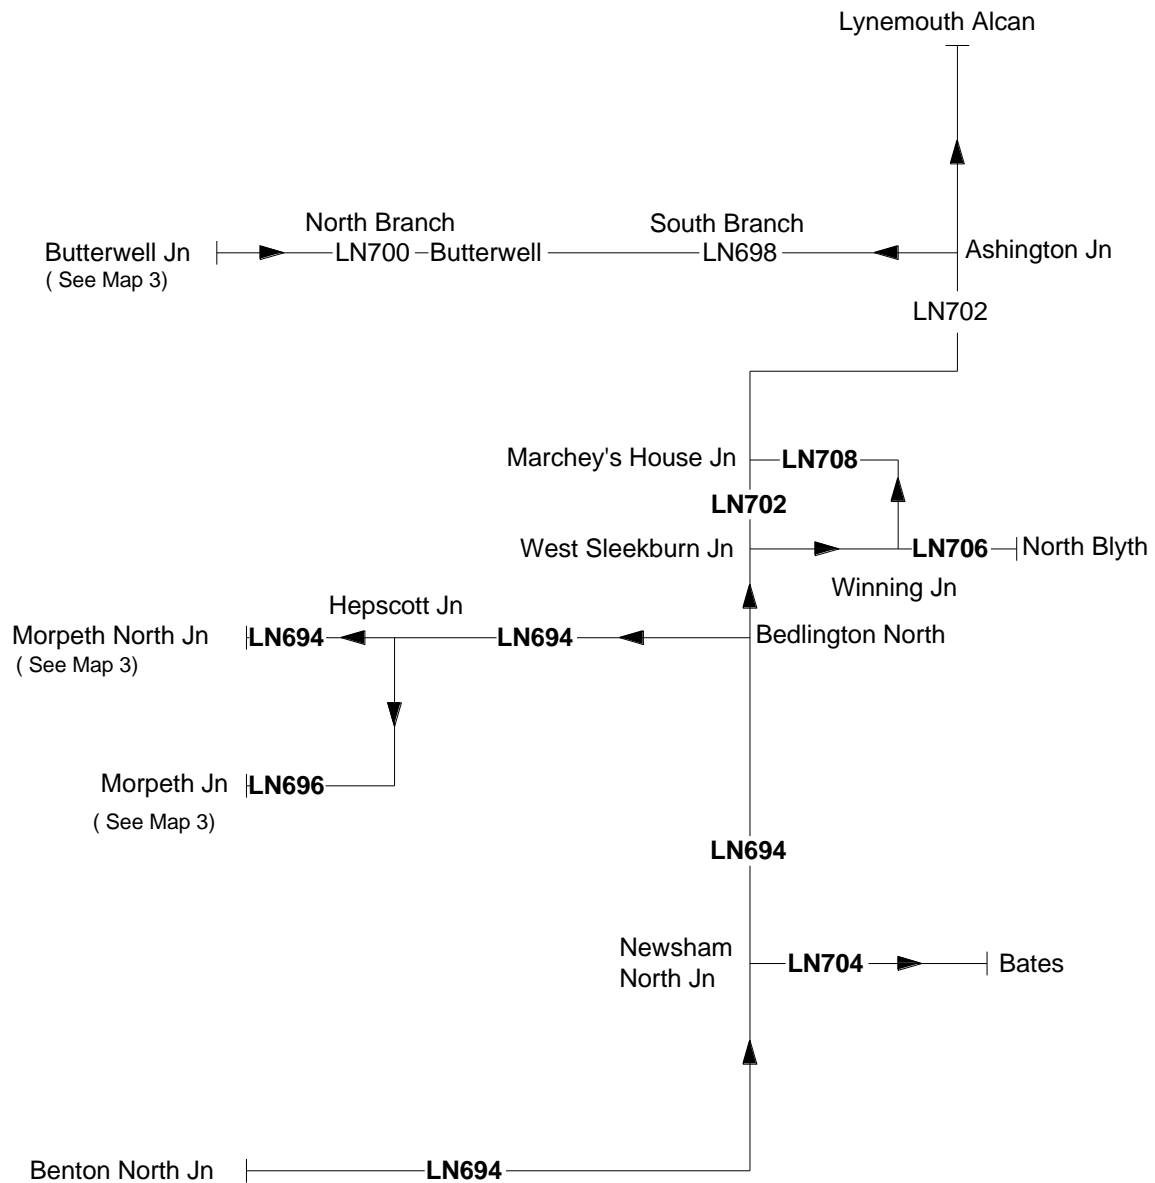 Lynemouth Alcan
North Branch
South Branch
Butterwell Jn
LN700
Butterwell
LN698
Ashington Jn
( See Map 3)
LN702
Marchey's House Jn
LN708
LN702
West Sleekburn Jn
LN706
North Blyth
Winning Jn
Hepscott Jn
Morpeth North Jn
LN694
LN694
Bedlington North
( See Map 3)
Morpeth Jn
LN696
( See Map 3)
LN694
Newsham
North Jn
LN704
Bates
Benton North Jn
LN694